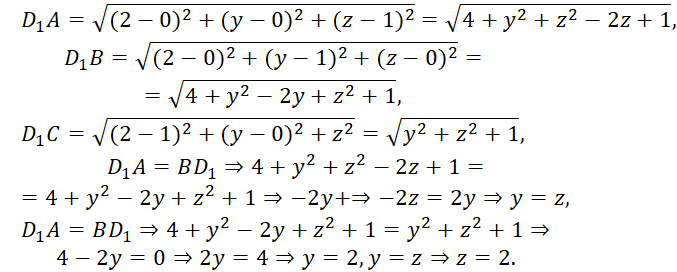 D₁A = √((2 − 0)² + (y − 0)² + (z − 1)²) = √(4 + y² + z² − 2z + 1),
D₁B = √((2 − 0)² + (y − 1)² + (z − 0)²) =
= √(4 + y² − 2y + z² + 1),
D₁C = √((2 − 1)² + (y − 0)² + z²) = √(y² + z² + 1),
D₁A = BD₁ ⇒ 4 + y² + z² − 2z + 1 =
= 4 + y² − 2y + z² + 1 ⇒ −2y+⇒ −2z = 2y ⇒ y = z,
D₁A = BD₁ ⇒ 4 + y² − 2y + z² + 1 = y² + z² + 1 ⇒
4 − 2y = 0 ⇒ 2y = 4 ⇒ y = 2, y = z ⇒ z = 2.